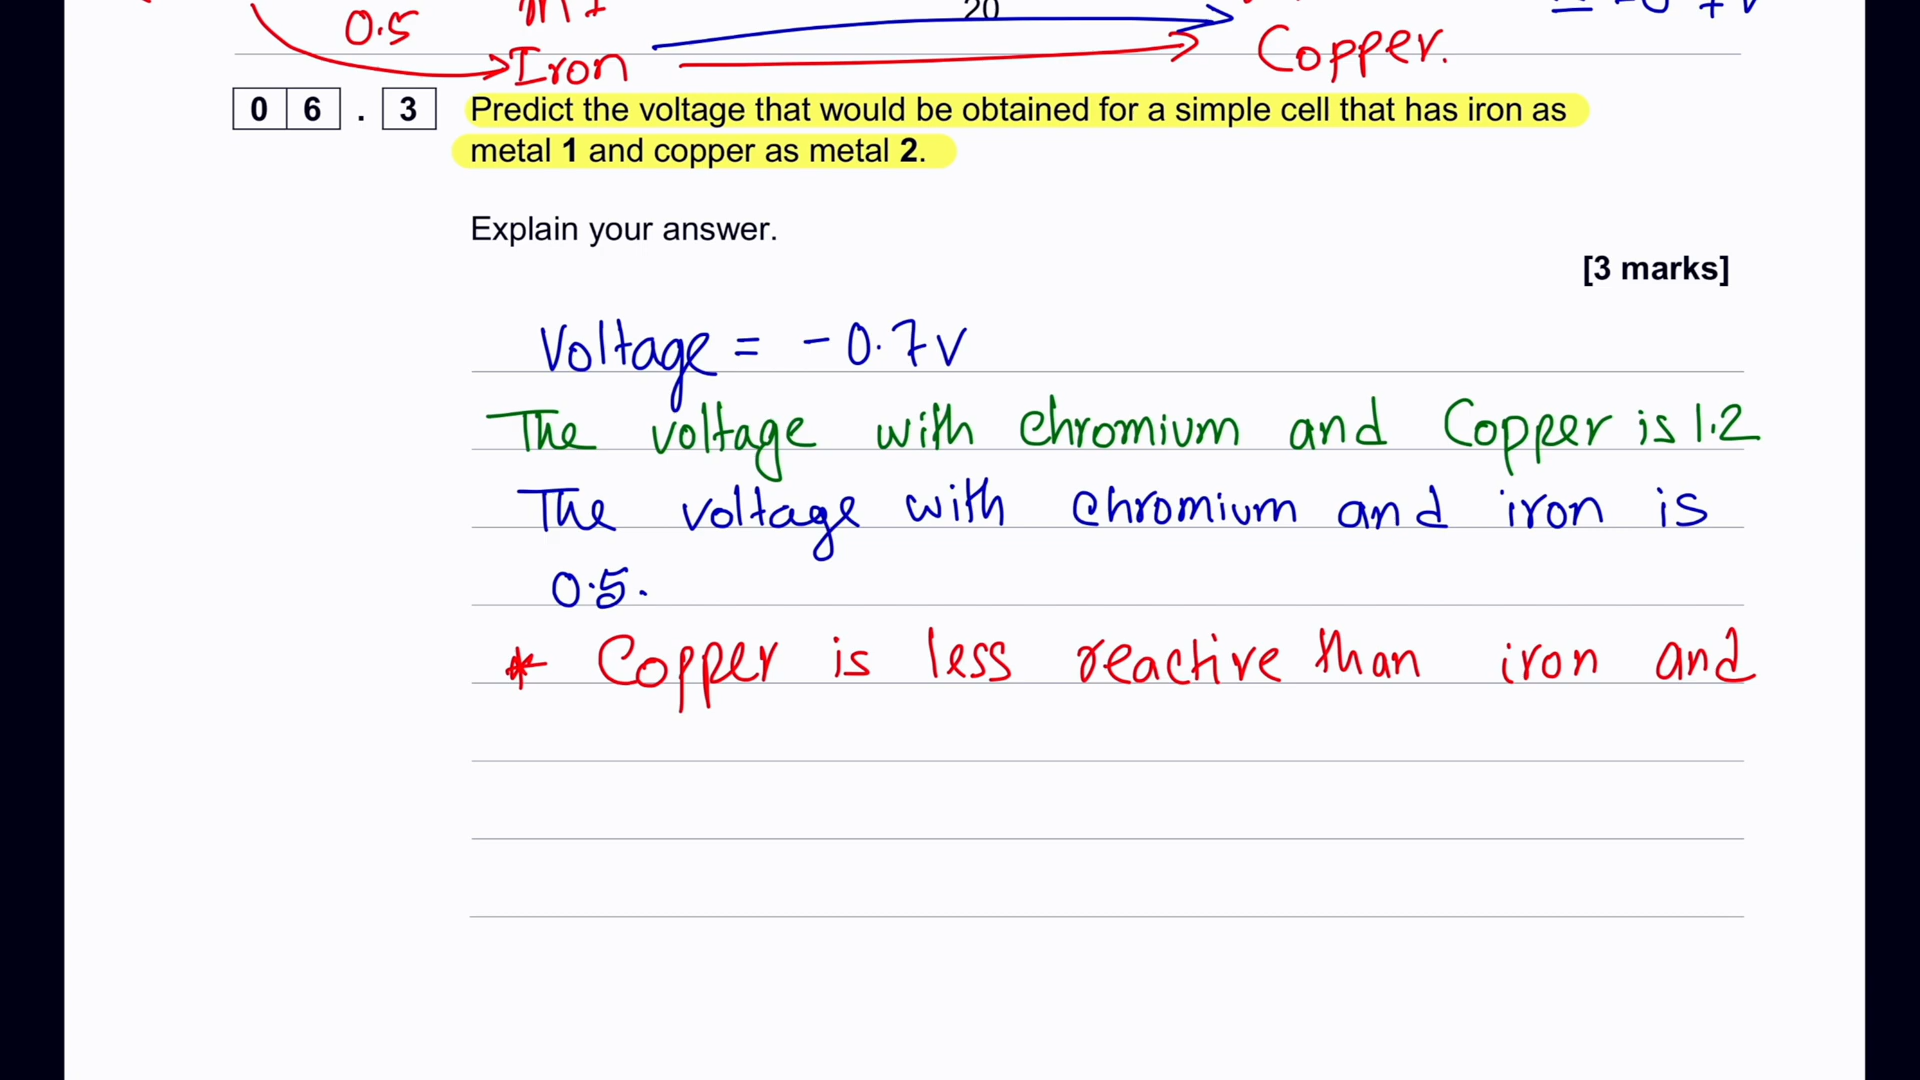 0.5
20
Iron
Copper.
06.3 Predict the voltage that would be obtained for a simple cell that has iron as
metal 1 and copper as metal 2.
Explain your answer.
[3 marks]
Voltage = - 0.7v
The voltage with chromium and Copper is 1.2
The voltage with chromium and iron is
0.5.
* Copper is less reactive than iron and